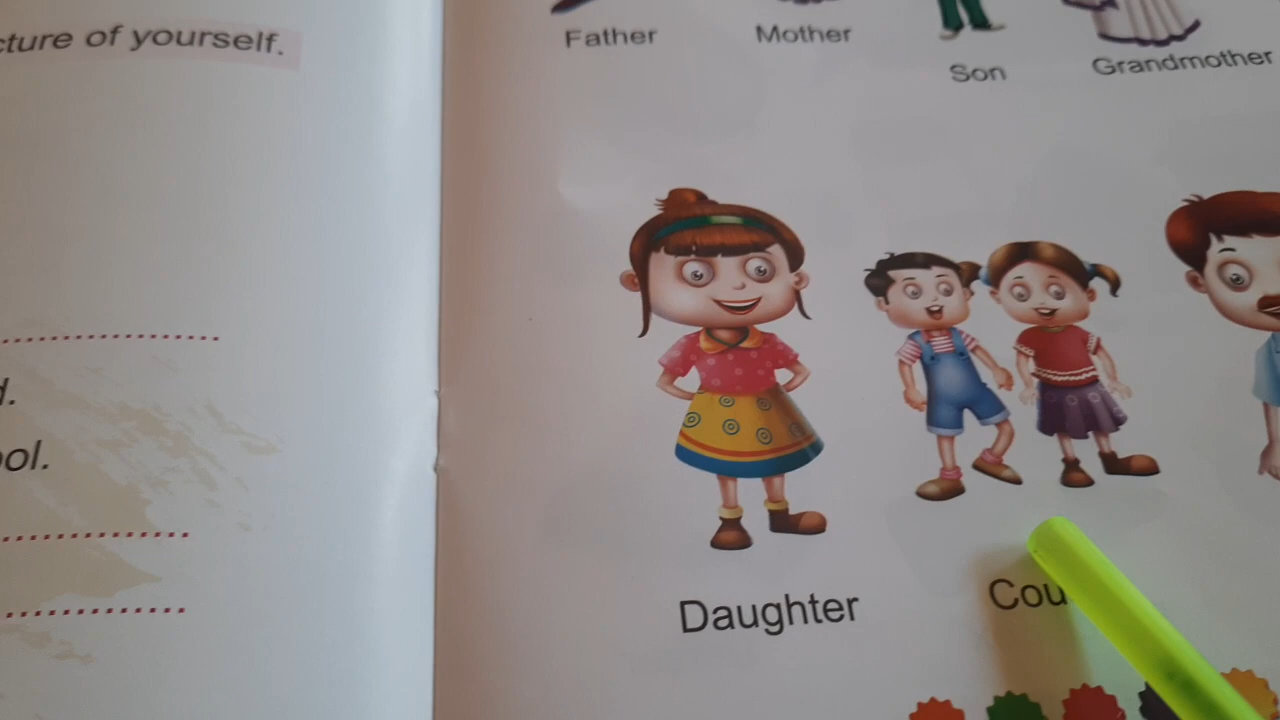 cture of yourself.
d.
ool.
Father Mother
Son Grandmother
Daughter Cou